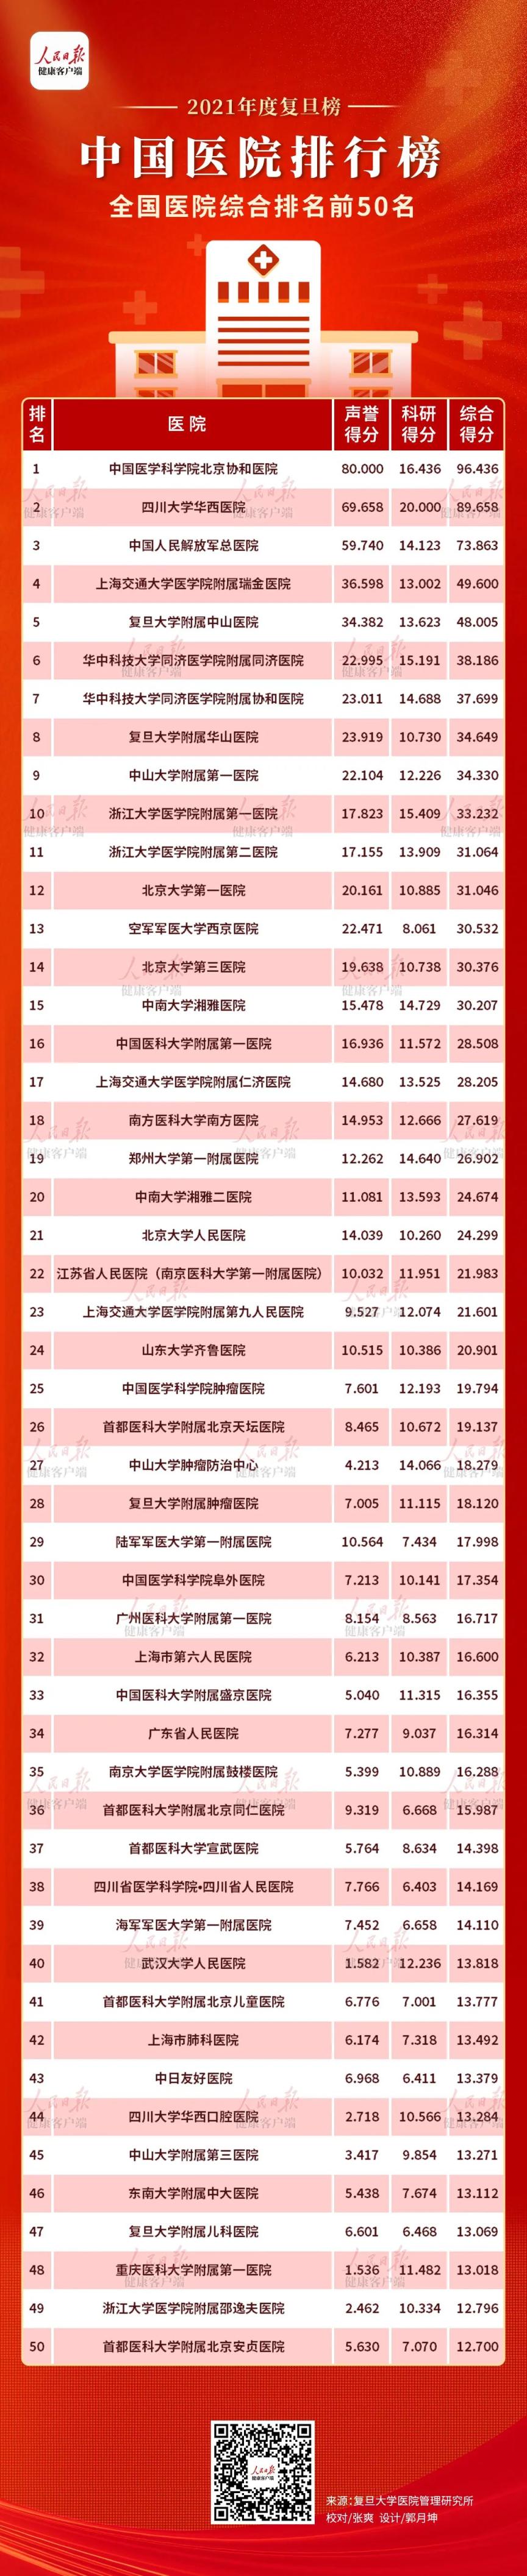 人民日报
健康客户端
2021年度复旦榜
中国医院排行榜
全国医院综合排名前50名
排名 医院 声誉得分 科研得分 综合得分
1 中国医学科学院北京协和医院 80.000 16.436 96.436
2 四川大学华西医院 69.658 20.000 89.658
3 中国人民解放军总医院 59.740 14.123 73.863
4 上海交通大学医学院附属瑞金医院 36.598 13.002 49.600
5 复旦大学附属中山医院 34.382 13.623 48.005
6 华中科技大学同济医学院附属同济医院 22.995 15.191 38.186
7 华中科技大学同济医学院附属协和医院 23.011 14.688 37.699
8 复旦大学附属华山医院 23.919 10.730 34.649
9 中山大学附属第一医院 22.104 12.226 34.330
10 浙江大学医学院附属第一医院 17.823 15.409 33.232
11 浙江大学医学院附属第二医院 17.155 13.909 31.064
12 北京大学第一医院 20.161 10.885 31.046
13 空军军医大学西京医院 22.471 8.061 30.532
14 北京大学第三医院 19.638 10.738 30.376
15 中南大学湘雅医院 15.478 14.729 30.207
16 中国医科大学附属第一医院 16.936 11.572 28.508
17 上海交通大学医学院附属仁济医院 14.680 13.525 28.205
18 南方医科大学南方医院 14.953 12.666 27.619
19 郑州大学第一附属医院 12.262 14.640 26.902
20 中南大学湘雅二医院 11.081 13.593 24.674
21 北京大学人民医院 14.039 10.260 24.299
22 江苏省人民医院（南京医科大学第一附属医院） 10.032 11.951 21.983
23 上海交通大学医学院附属第九人民医院 9.527 12.074 21.601
24 山东大学齐鲁医院 10.515 10.386 20.901
25 中国医学科学院肿瘤医院 7.601 12.193 19.794
26 首都医科大学附属北京天坛医院 8.465 10.672 19.137
27 中山大学肿瘤防治中心 4.213 14.066 18.279
28 复旦大学附属肿瘤医院 7.005 11.115 18.120
29 陆军军医大学第一附属医院 10.564 7.434 17.998
30 中国医学科学院阜外医院 7.213 10.141 17.354
31 广州医科大学附属第一医院 8.154 8.563 16.717
32 上海市第六人民医院 6.213 10.387 16.600
33 中国医科大学附属盛京医院 5.040 11.315 16.355
34 广东省人民医院 7.277 9.037 16.314
35 南京大学医学院附属鼓楼医院 5.399 10.889 16.288
36 首都医科大学附属北京同仁医院 9.319 6.668 15.987
37 首都医科大学宣武医院 5.764 8.634 14.398
38 四川省医学科学院•四川省人民医院 7.766 6.403 14.169
39 海军军医大学第一附属医院 7.452 6.658 14.110
40 武汉大学人民医院 1.582 12.236 13.818
41 首都医科大学附属北京儿童医院 6.776 7.001 13.777
42 上海市肺科医院 6.174 7.318 13.492
43 中日友好医院 6.968 6.411 13.379
44 四川大学华西口腔医院 2.718 10.566 13.284
45 中山大学附属第三医院 3.417 9.854 13.271
46 东南大学附属中大医院 5.438 7.674 13.112
47 复旦大学附属儿科医院 6.601 6.468 13.069
48 重庆医科大学附属第一医院 1.536 11.482 13.018
49 浙江大学医学院附属邵逸夫医院 2.462 10.334 12.796
50 首都医科大学附属北京安贞医院 5.630 7.070 12.700
人民日报
健康客户端
来源:复旦大学医院管理研究所
校对/张爽 设计/郭月坤